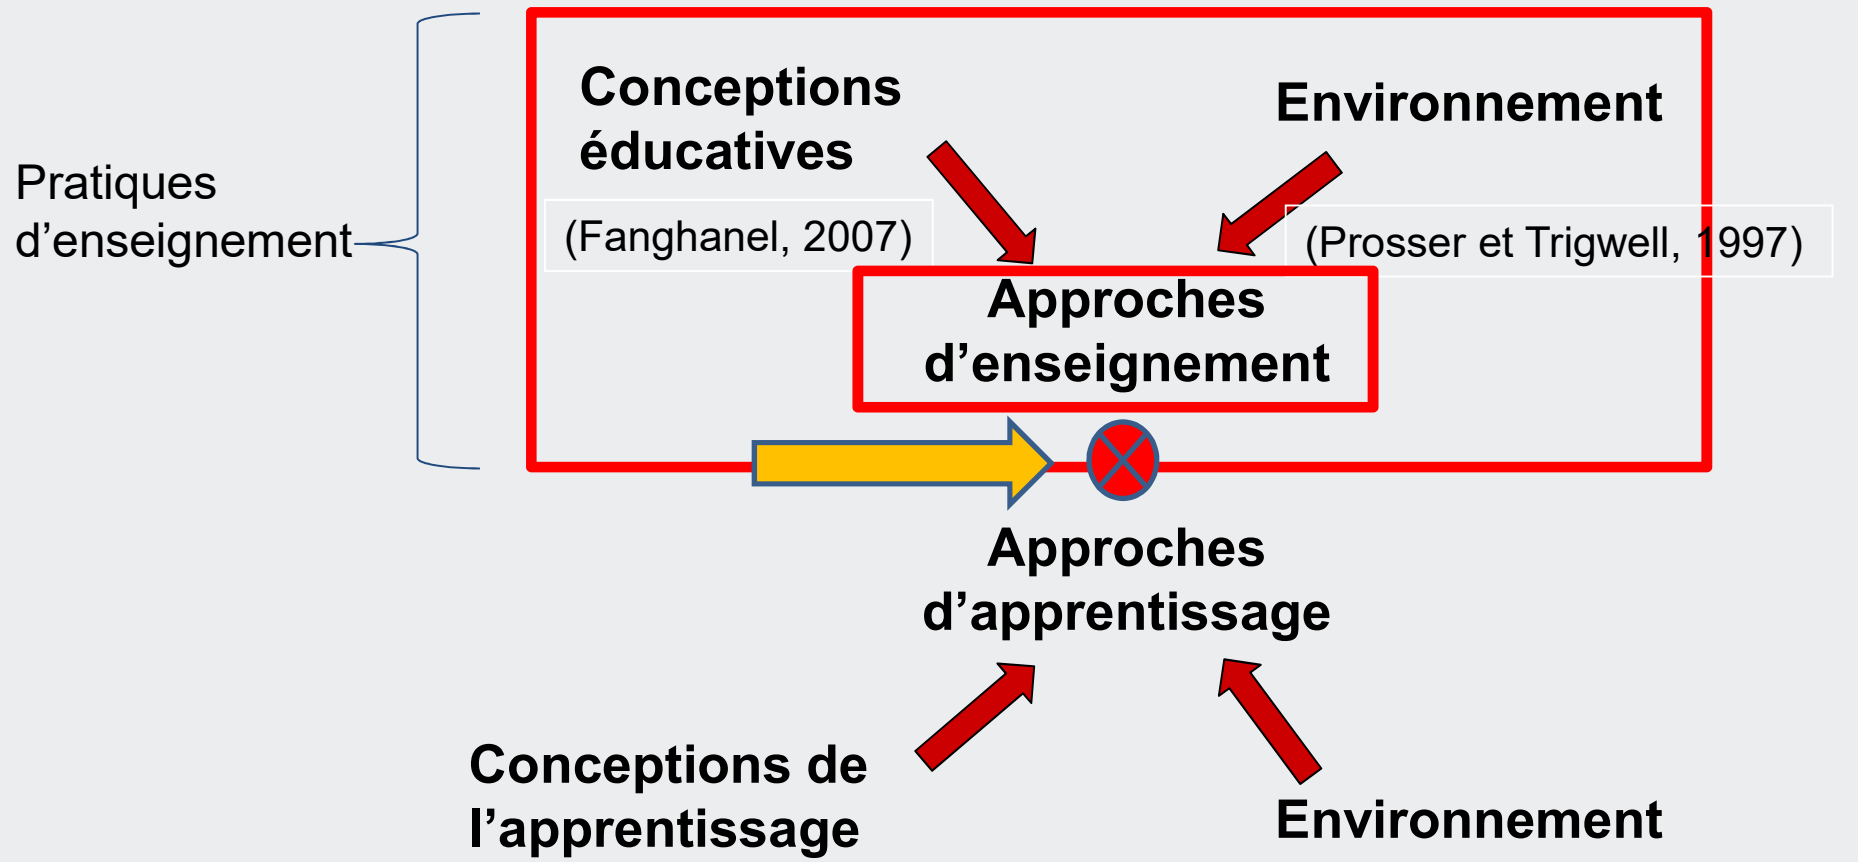 Conceptions
éducatives
Environnement
Pratiques
d’enseignement
(Fanghanel, 2007)
(Prosser et Trigwell, 1997)
Approches
d’enseignement
Approches
d’apprentissage
Conceptions de
l’apprentissage
Environnement